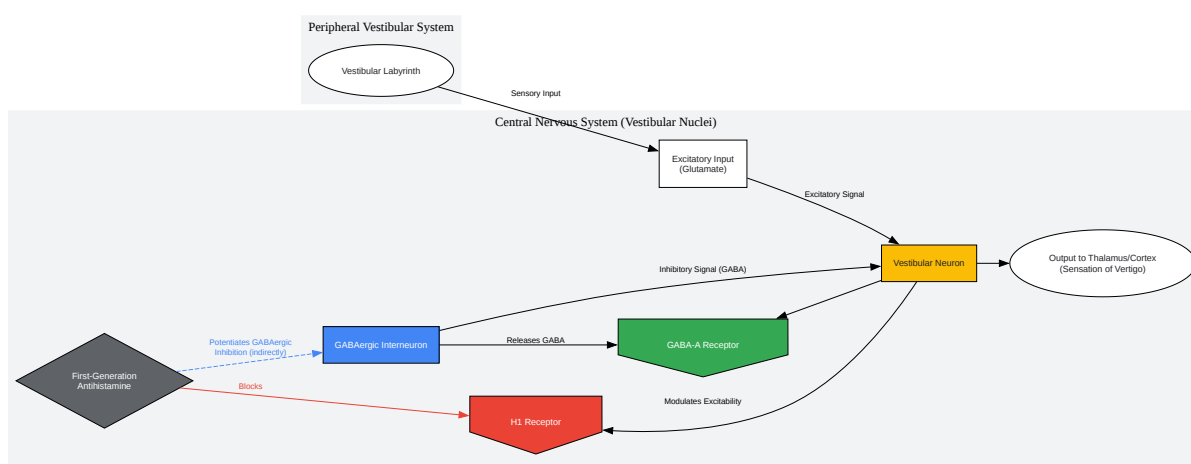 Peripheral Vestibular System
Vestibular Labyrinth
Sensory Input
Central Nervous System (Vestibular Nuclei)
Excitatory Input
(Glutamate)
Excitatory Signal
Vestibular Neuron
Output to Thalamus/Cortex
(Sensation of Vertigo)
Inhibitory Signal (GABA)
Potentiates GABAergic
Inhibition (indirectly)
GABAergic Interneuron
Releases GABA
GABA-A Receptor
First-Generation
Antihistamine
Blocks
Modulates Excitability
H1 Receptor